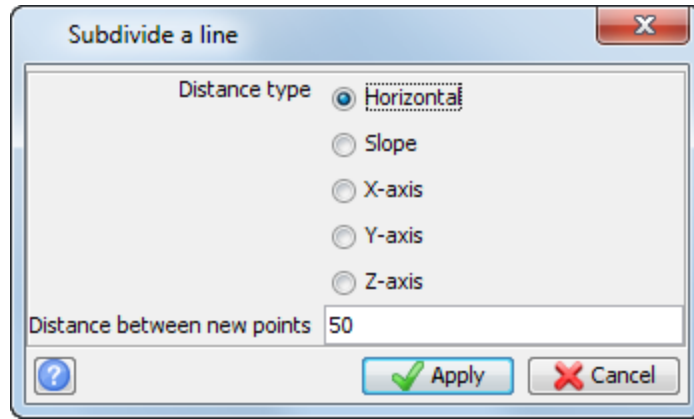 Subdivide a line
Distance type Horizontal
Slope
X-axis
Y-axis
Z-axis
Distance between new points 50
? Apply Cancel